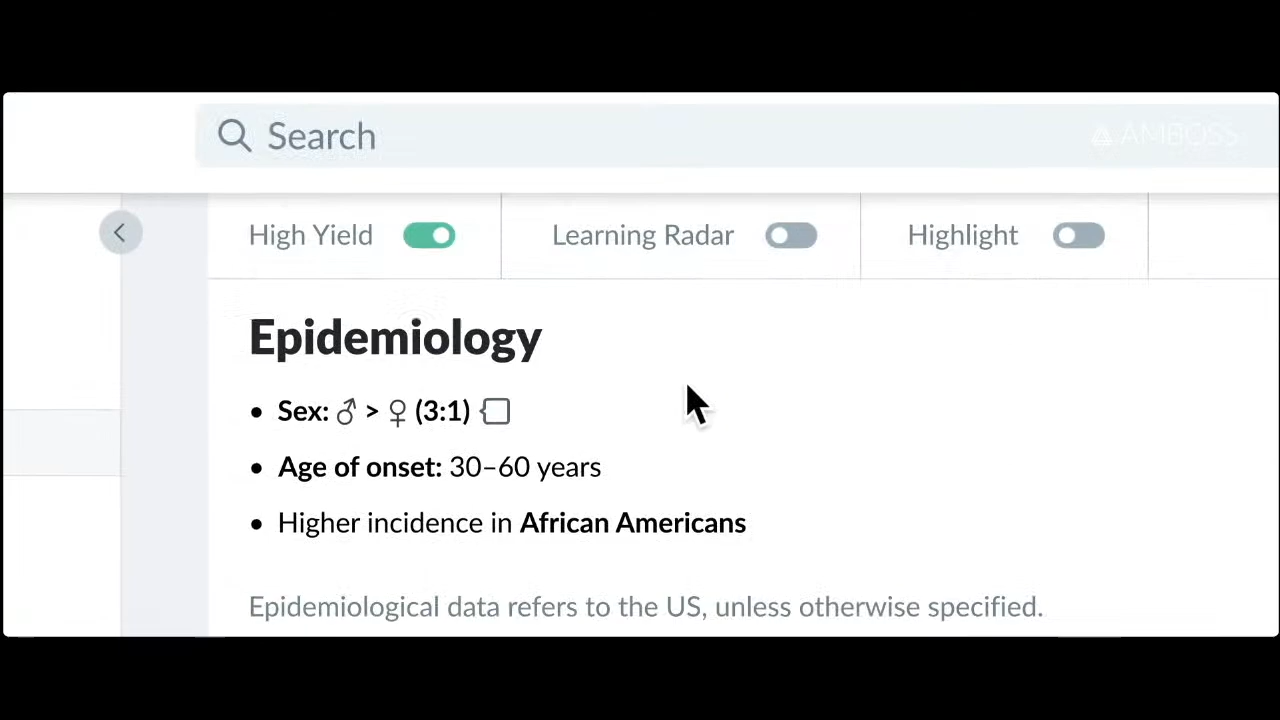 Search
AMBOSS
High Yield
Learning Radar
Highlight
Epidemiology
• Sex: ♂ > ♀ (3:1)
• Age of onset: 30–60 years
• Higher incidence in African Americans
Epidemiological data refers to the US, unless otherwise specified.